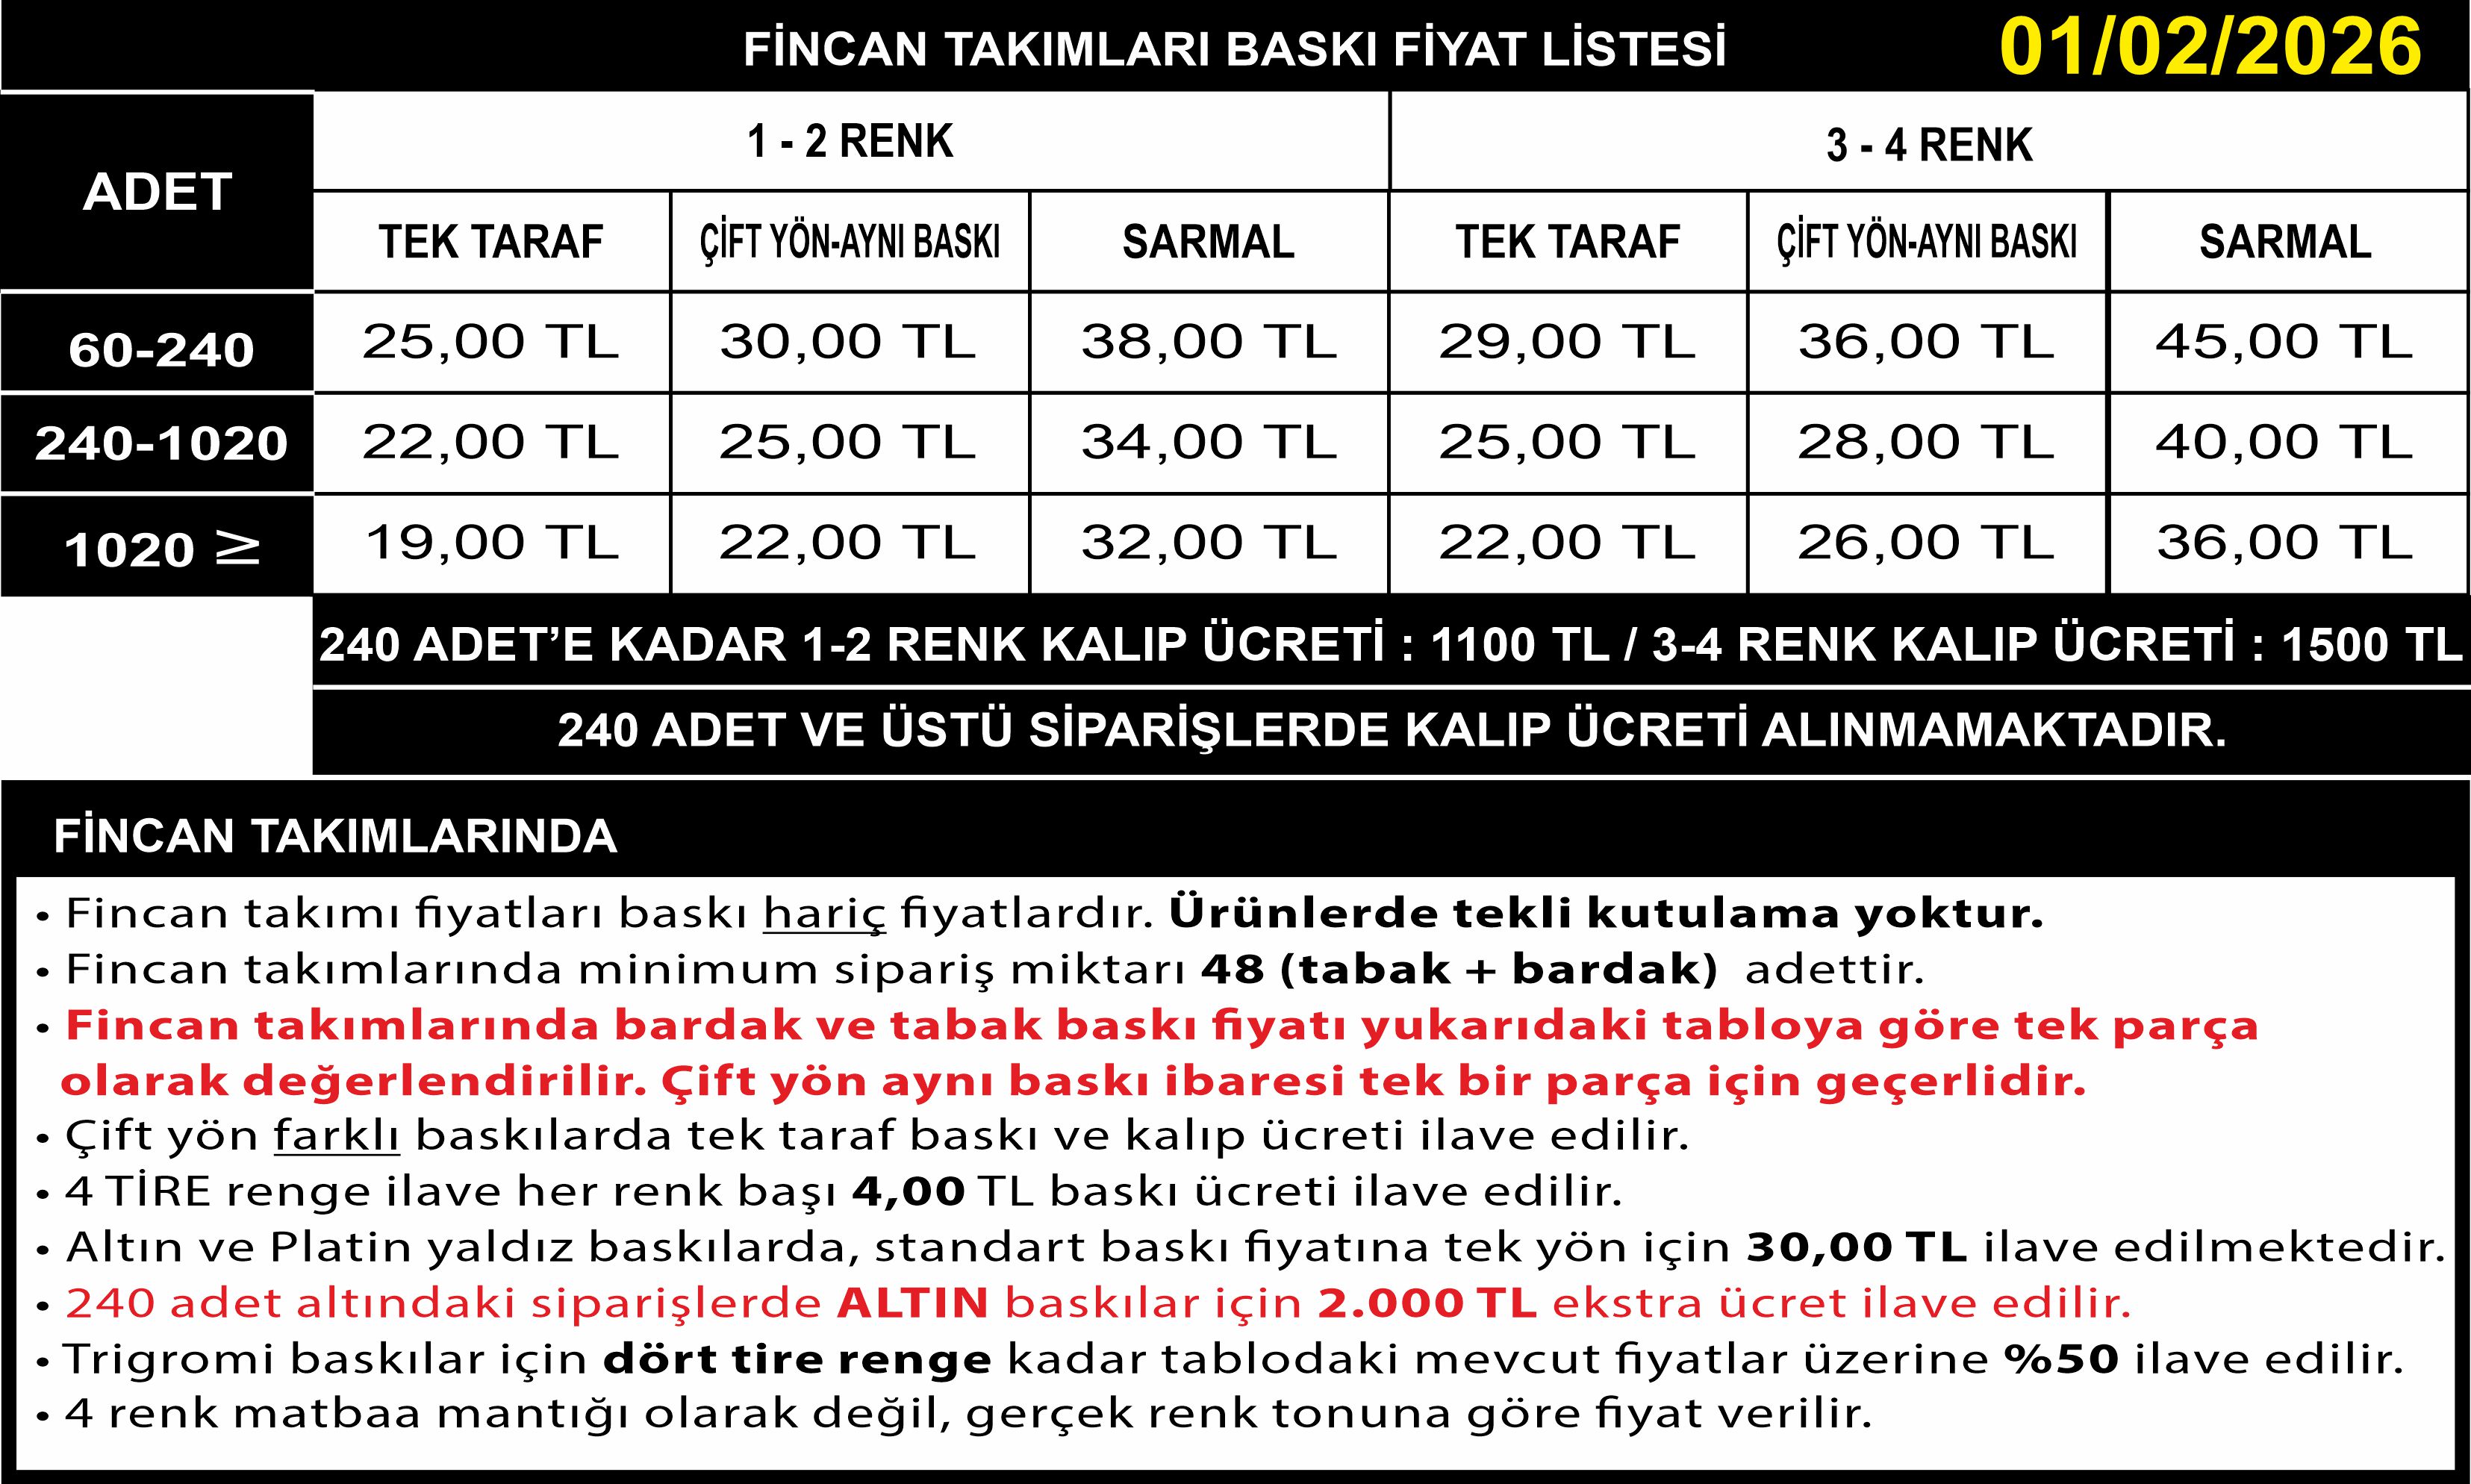 FİNCAN TAKIMLARI BASKI FİYAT LİSTESİ 01/02/2026
ADET 1 - 2 RENK 3 - 4 RENK
TEK TARAF ÇİFT YÖN-AYNI BASKI SARMAL TEK TARAF ÇİFT YÖN-AYNI BASKI SARMAL
60-240 25,00 TL 30,00 TL 38,00 TL 29,00 TL 36,00 TL 45,00 TL
240-1020 22,00 TL 25,00 TL 34,00 TL 25,00 TL 28,00 TL 40,00 TL
1020 ≥ 19,00 TL 22,00 TL 32,00 TL 22,00 TL 26,00 TL 36,00 TL
240 ADET’E KADAR 1-2 RENK KALIP ÜCRETİ : 1100 TL / 3-4 RENK KALIP ÜCRETİ : 1500 TL
240 ADET VE ÜSTÜ SİPARİŞLERDE KALIP ÜCRETİ ALINMAMAKTADIR.
FİNCAN TAKIMLARINDA
• Fincan takımı fiyatları baskı hariç fiyatlardır. Ürünlerde tekli kutulama yoktur.
• Fincan takımlarında minimum sipariş miktarı 48 (tabak + bardak) adettir.
• Fincan takımlarında bardak ve tabak baskı fiyatı yukarıdaki tabloya göre tek parça
olarak değerlendirilir. Çift yön aynı baskı ibaresi tek bir parça için geçerlidir.
• Çift yön farklı baskılarda tek taraf baskı ve kalıp ücreti ilave edilir.
• 4 TİRE renge ilave her renk başı 4,00 TL baskı ücreti ilave edilir.
• Altın ve Platin yaldız baskılarda, standart baskı fiyatına tek yön için 30,00 TL ilave edilmektedir.
• 240 adet altındaki siparişlerde ALTIN baskılar için 2.000 TL ekstra ücret ilave edilir.
• Trigromi baskılar için dört tire renge kadar tablodaki mevcut fiyatlar üzerine %50 ilave edilir.
• 4 renk matbaa mantığı olarak değil, gerçek renk tonuna göre fiyat verilir.